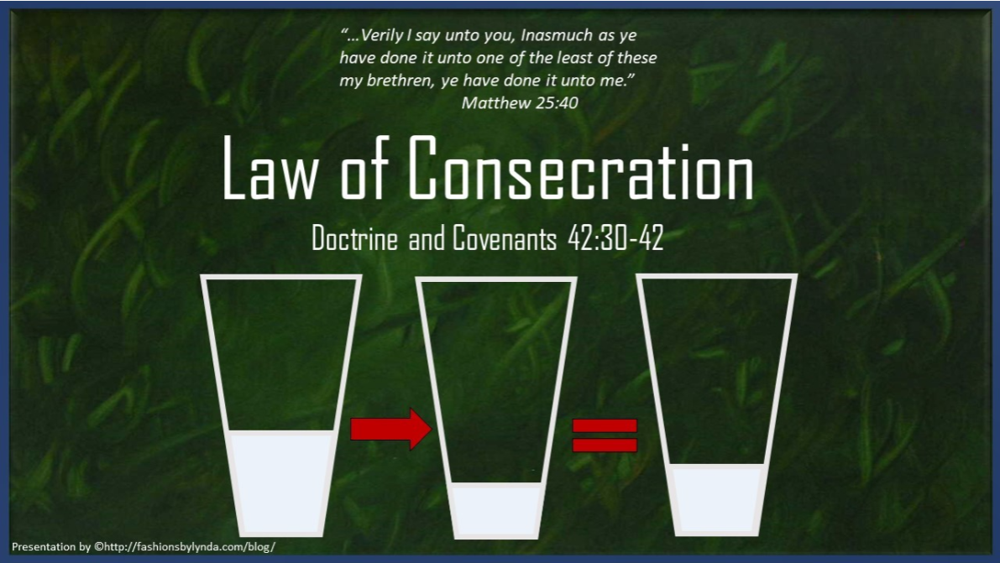 “…Verily I say unto you, Inasmuch as ye
have done it unto one of the least of these
my brethren, ye have done it unto me.”
Matthew 25:40
Law of Consecration
Doctrine and Covenants 42:30-42
Presentation by ©http://fashionsbylynda.com/blog/